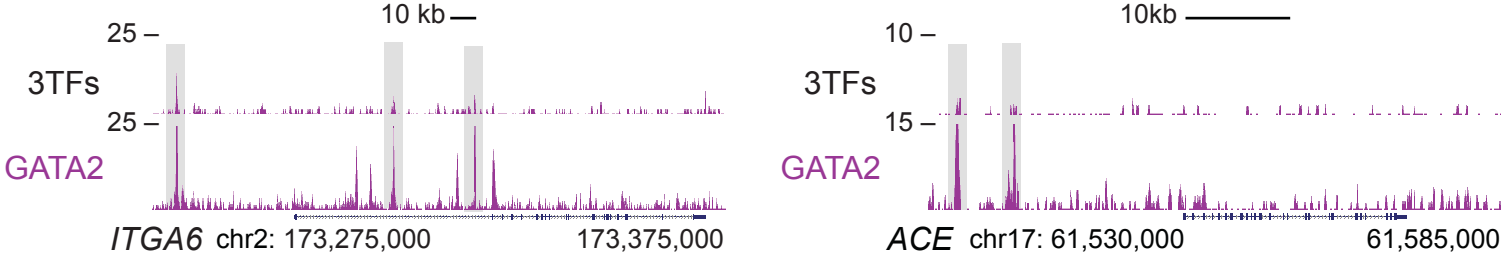 10 kb
25
3TFs
25
GATA2
ITGA6 chr2: 173,275,000 173,375,000
10kb
10
3TFs
15
GATA2
ACE chr17: 61,530,000 61,585,000